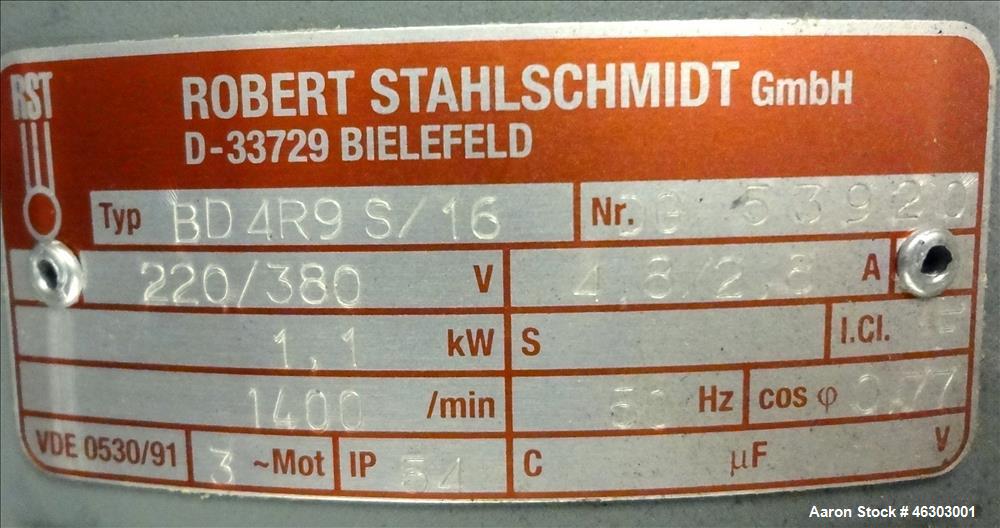 RST
ROBERT STAHLSCHMIDT GmbH
D-33729 BIELEFELD
Typ BD 4R9 S/16 Nr. 53920
220/380 V 4,8/2,8 A
1,1 kW S I.Cl. F
1400 /min 50 Hz cos φ 0.77
VDE 0530/91 3 ~Mot IP 54 C µF V
Aaron Stock # 46303001